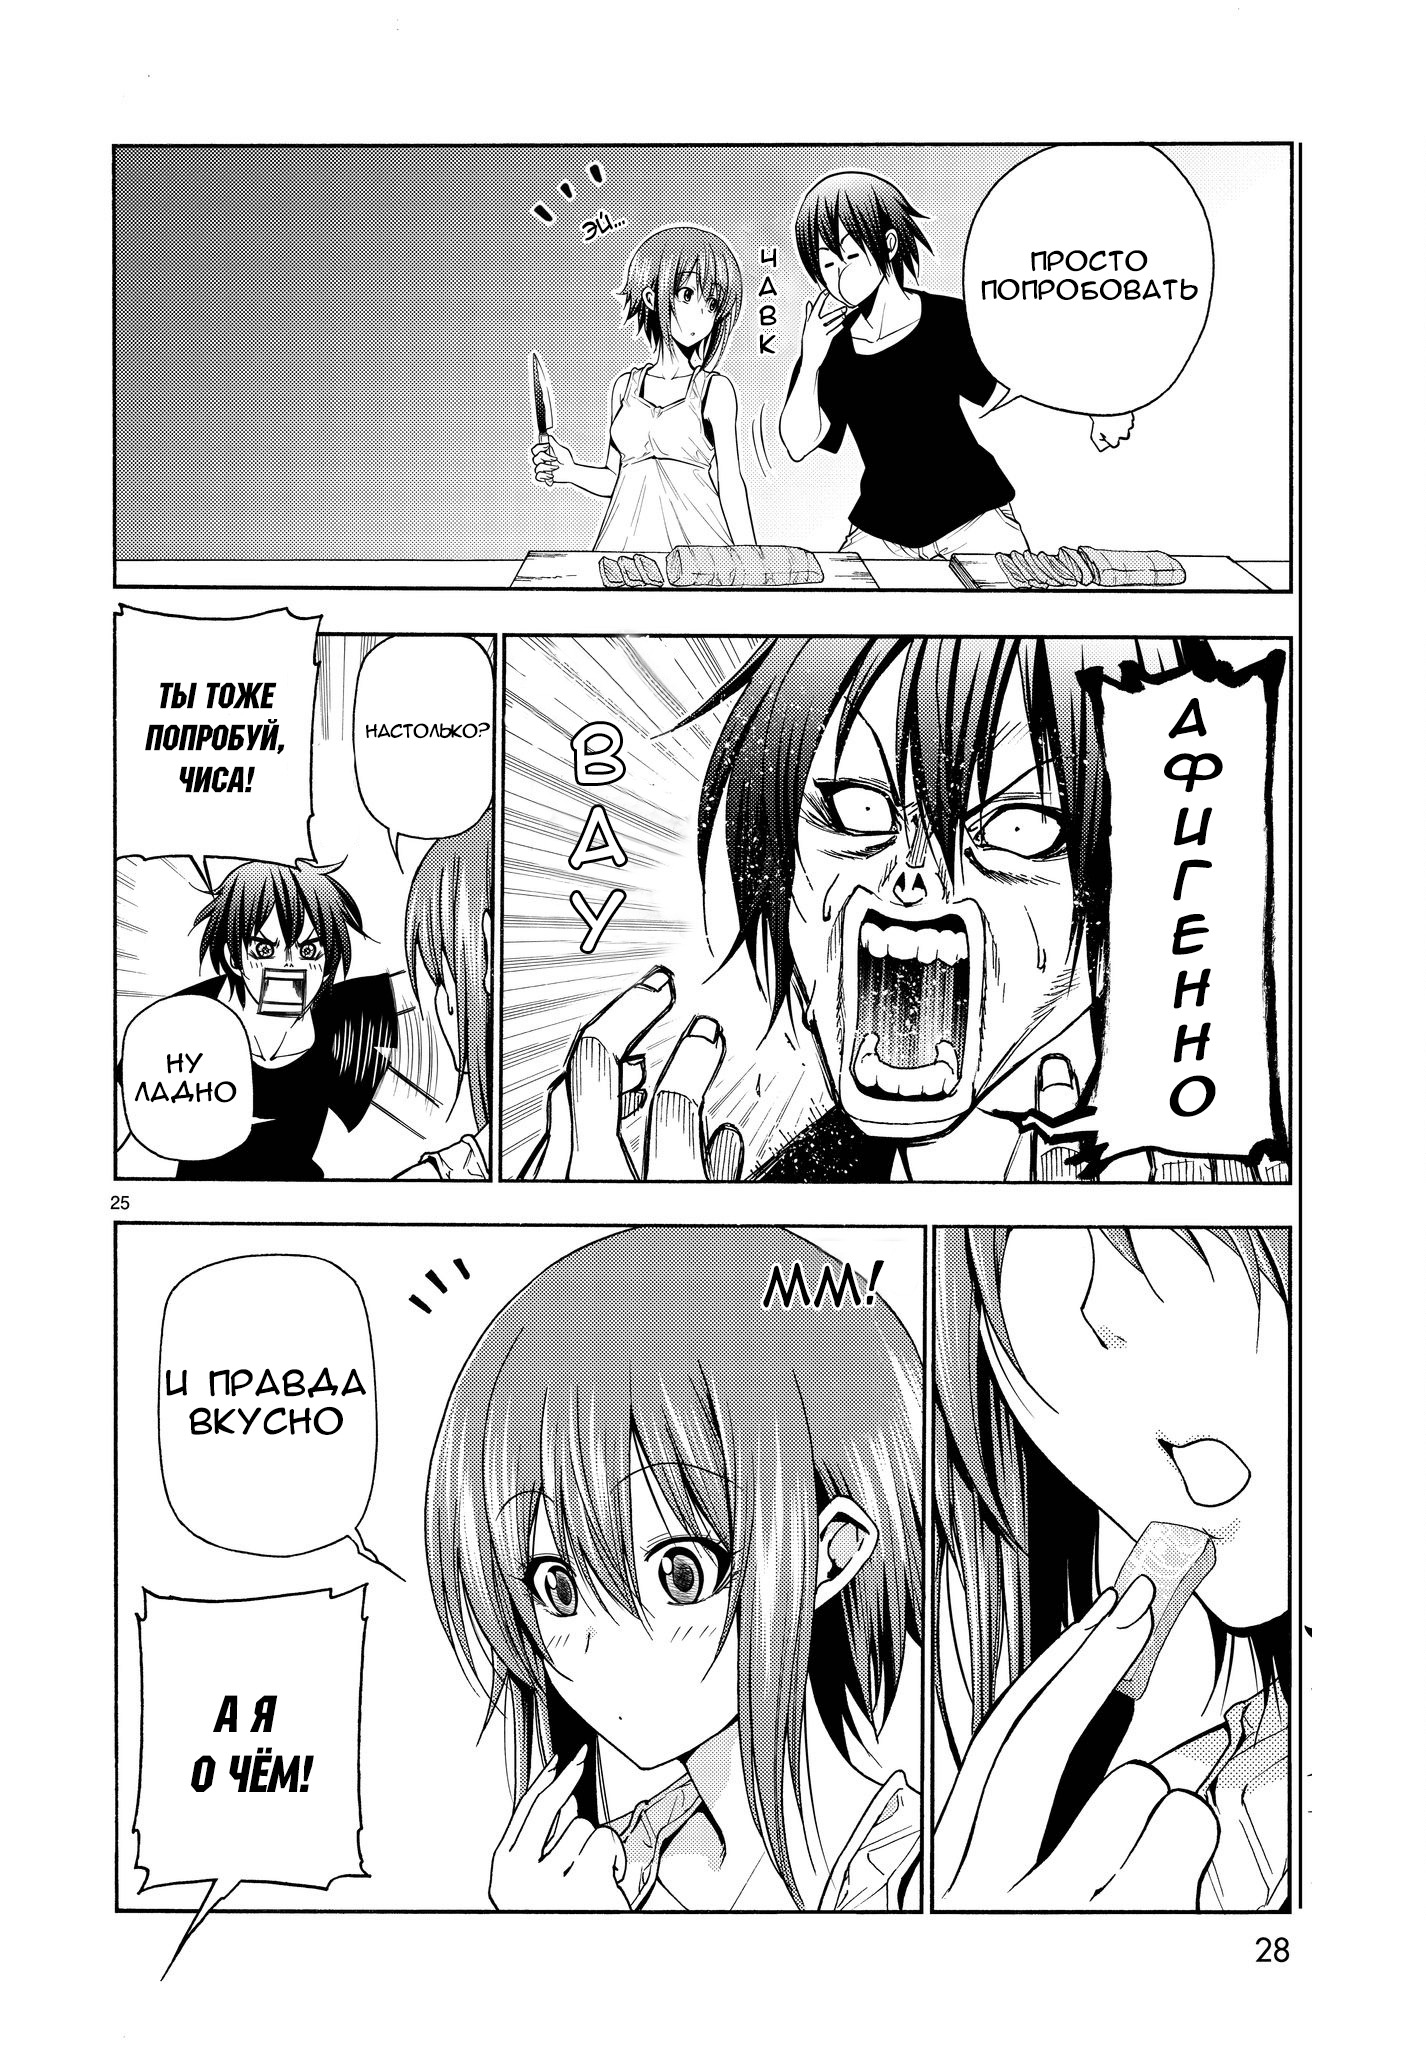 ПРОСТО
ПОПРОБОВАТЬ
ЧАВК
ЭЙ...
АФИГЕННО
ВАУ
НАСТОЛЬКО?
ТЫ ТОЖЕ
ПОПРОБУЙ,
ЧИСА!
НУ
ЛАДНО
25
ММ!
И ПРАВДА
ВКУСНО
А Я
О ЧЁМ!
28